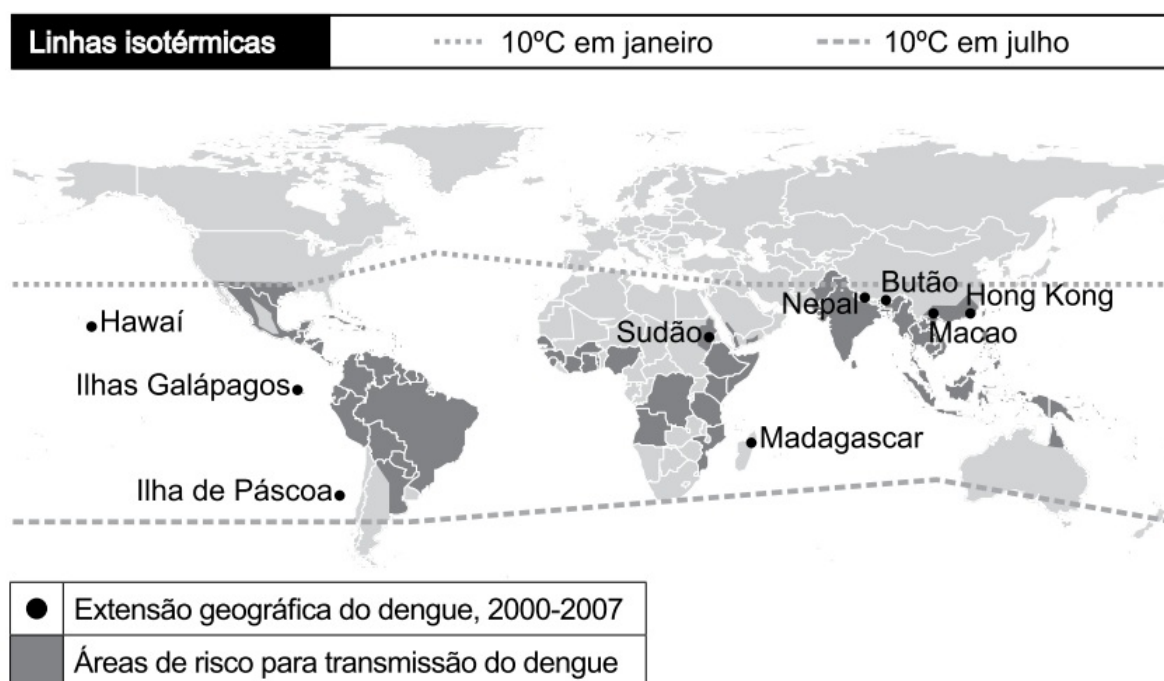 Linhas isotérmicas
10ºC em janeiro
10ºC em julho
Hawaí
Ilhas Galápagos
Ilha de Páscoa
Sudão
Madagascar
Nepal
Butão
Hong Kong
Macao
Extensão geográfica do dengue, 2000-2007
Áreas de risco para transmissão do dengue